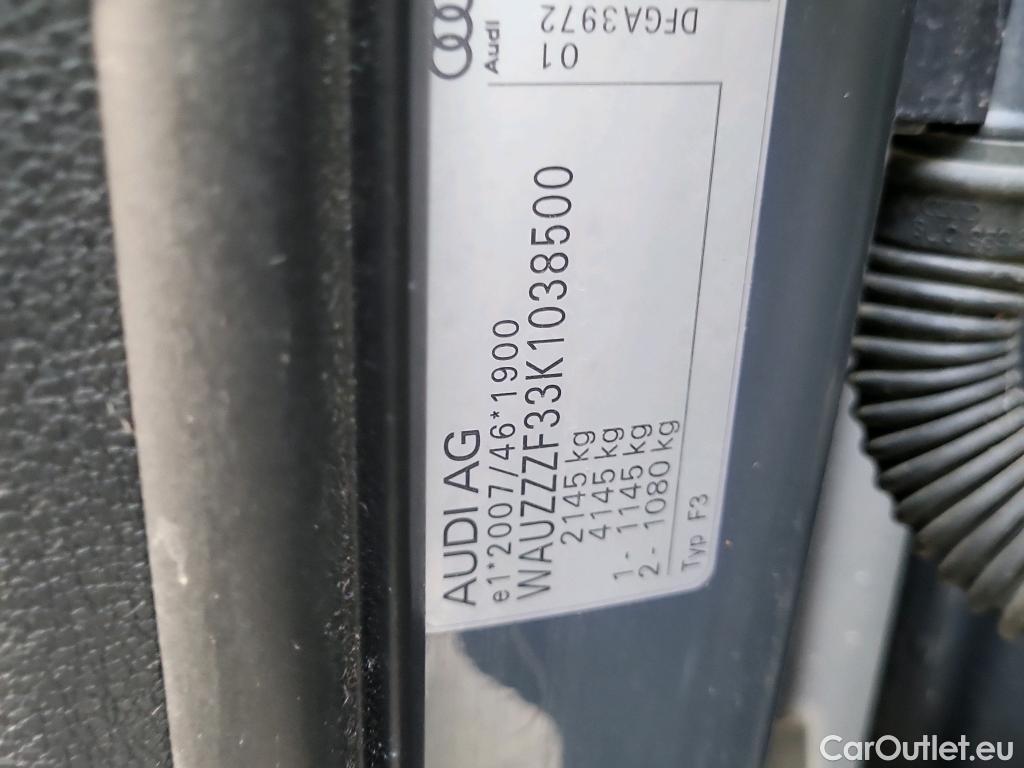 AUDI AG
e1*2007/46*1900
WAUZZZF33K1038500
2145 kg
4145 kg
1- 1145 kg
2- 1080 kg
Typ F3
Audi
01
DFGA3972
CarOutlet.eu